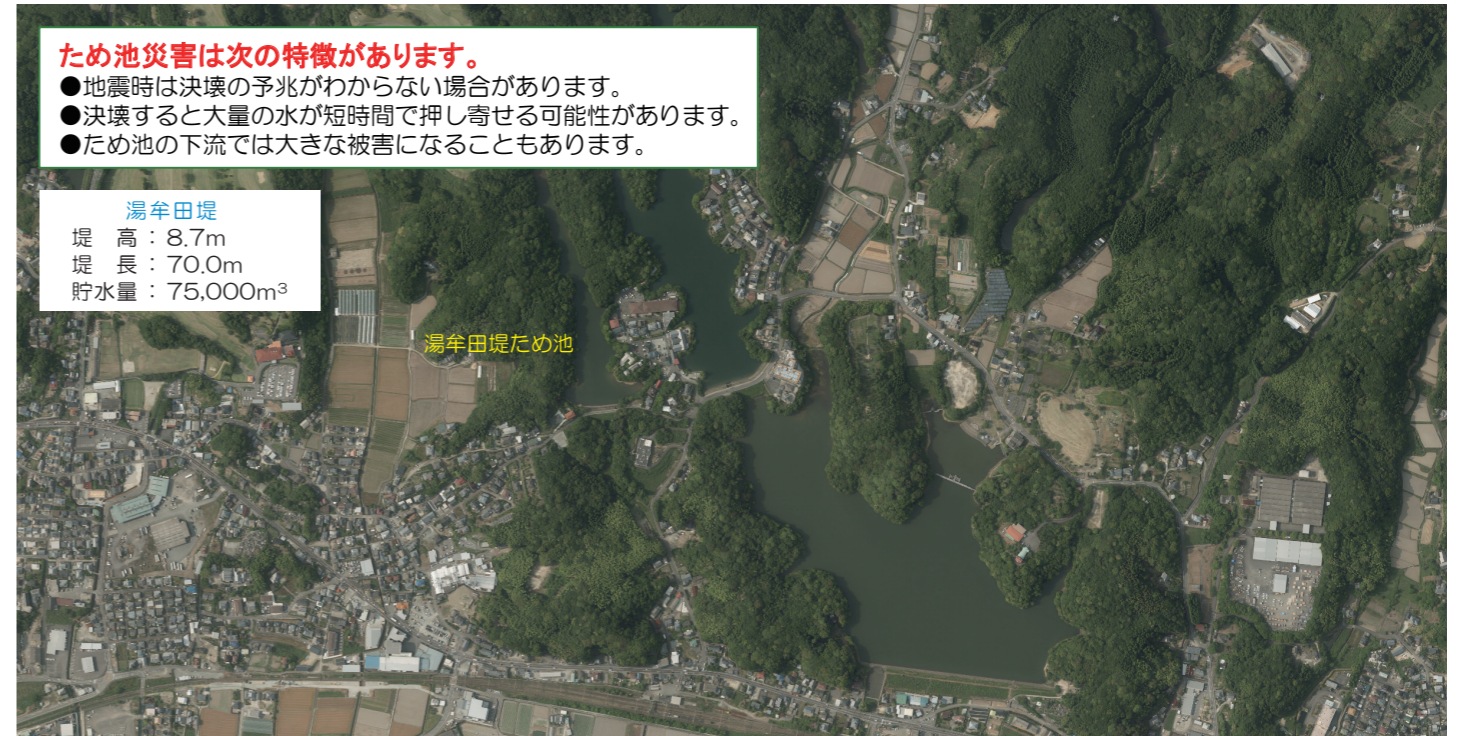 ため池災害は次の特徴があります。
●地震時は決壊の予兆がわからない場合があります。
●決壊すると大量の水が短時間で押し寄せる可能性があります。
●ため池の下流では大きな被害になることもあります。
湯牟田堤
堤　高：8.7m
堤　長：70.0m
貯水量：75,000m³
湯牟田堤ため池